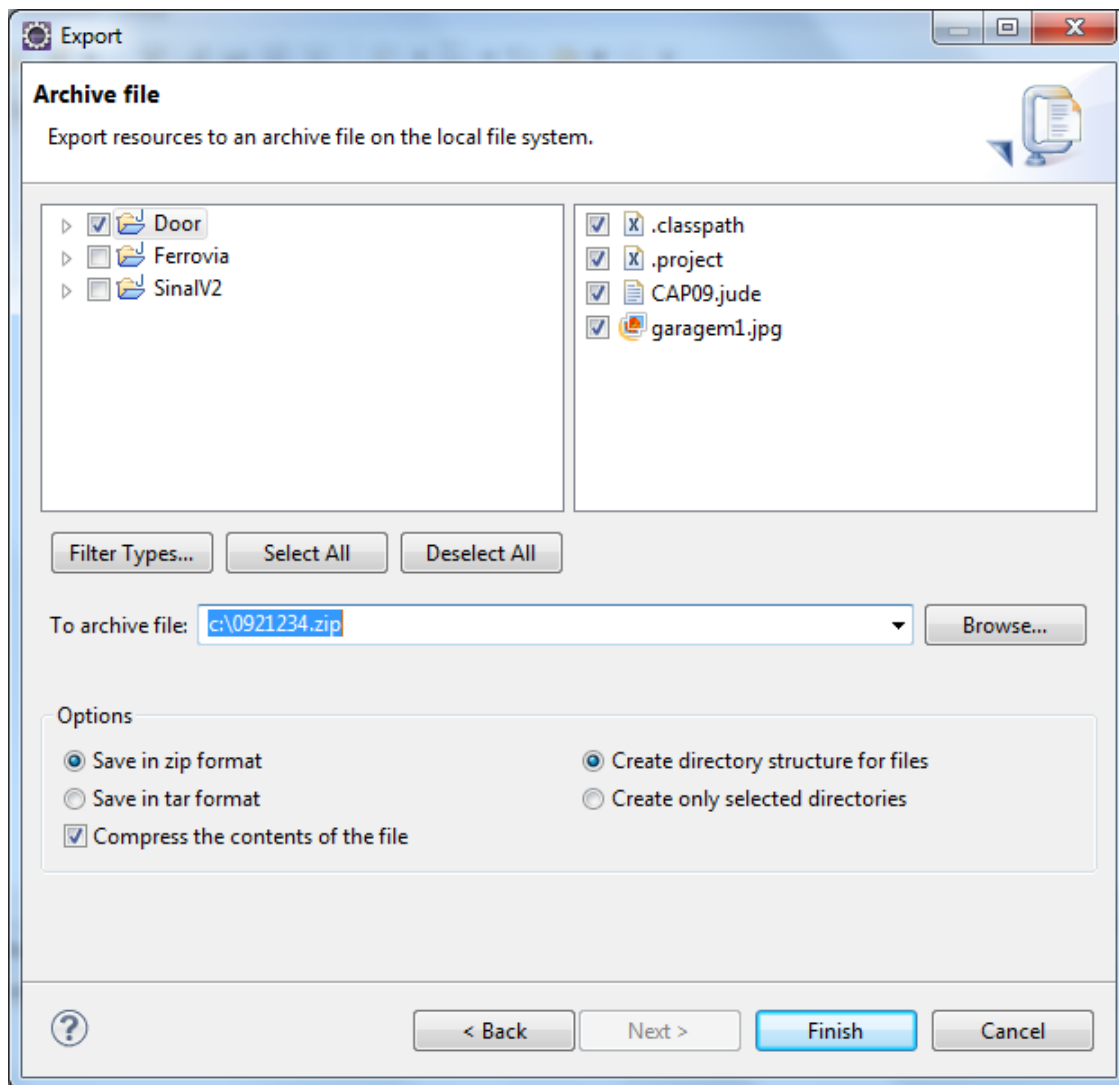 Export
Archive file
Export resources to an archive file on the local file system.
Door
Ferrovia
SinalV2
.classpath
.project
CAP09.jude
garagem1.jpg
Filter Types... Select All Deselect All
To archive file: c:\0921234.zip Browse...
Options
Save in zip format
Save in tar format
Compress the contents of the file
Create directory structure for files
Create only selected directories
< Back Next > Finish Cancel